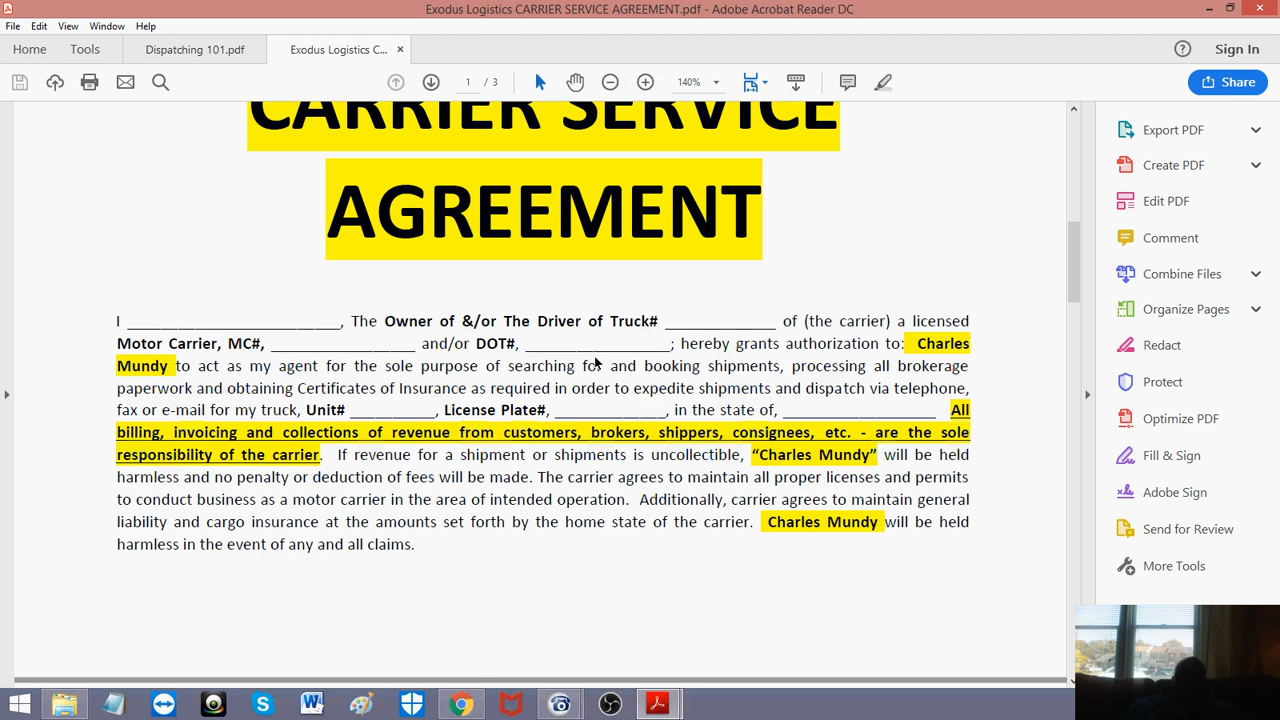 Exodus Logistics CARRIER SERVICE AGREEMENT.pdf - Adobe Acrobat Reader DC
File Edit View Window Help
Home Tools Dispatching 101.pdf Exodus Logistics C... × Sign In
1 / 3 140% Share
CARRIER SERVICE
AGREEMENT
I _________________________, The Owner of &/or The Driver of Truck# _____________ of (the carrier) a licensed
Motor Carrier, MC#, _________________ and/or DOT#, _________________; hereby grants authorization to: Charles
Mundy to act as my agent for the sole purpose of searching for and booking shipments, processing all brokerage
paperwork and obtaining Certificates of Insurance as required in order to expedite shipments and dispatch via telephone,
fax or e-mail for my truck, Unit# __________, License Plate#, _____________, in the state of, __________________ All
billing, invoicing and collections of revenue from customers, brokers, shippers, consignees, etc. - are the sole
responsibility of the carrier. If revenue for a shipment or shipments is uncollectible, “Charles Mundy” will be held
harmless and no penalty or deduction of fees will be made. The carrier agrees to maintain all proper licenses and permits
to conduct business as a motor carrier in the area of intended operation. Additionally, carrier agrees to maintain general
liability and cargo insurance at the amounts set forth by the home state of the carrier. Charles Mundy will be held
harmless in the event of any and all claims.
Export PDF
Create PDF
Edit PDF
Comment
Combine Files
Organize Pages
Redact
Protect
Optimize PDF
Fill & Sign
Adobe Sign
Send for Review
More Tools